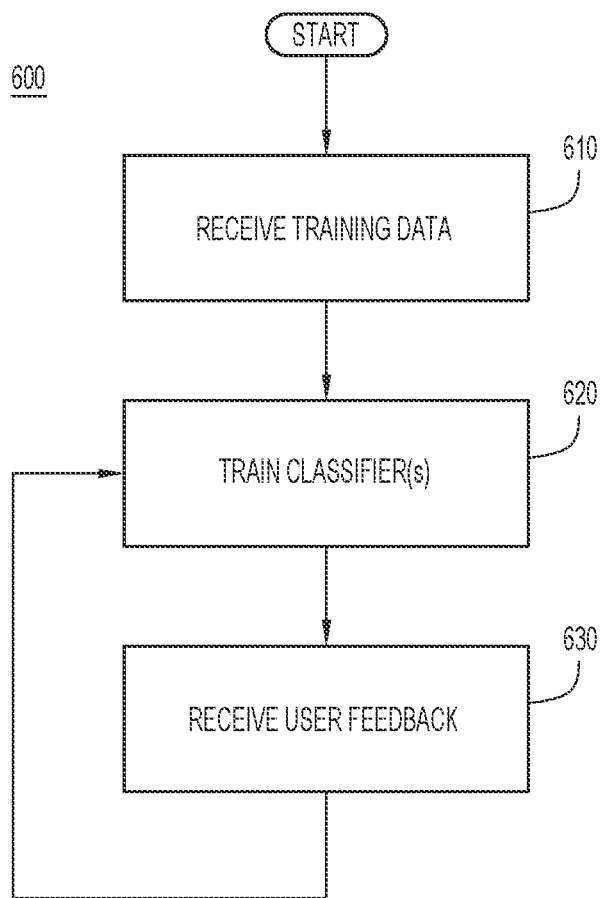 START
600
610
RECEIVE TRAINING DATA
620
TRAIN CLASSIFIER(s)
630
RECEIVE USER FEEDBACK